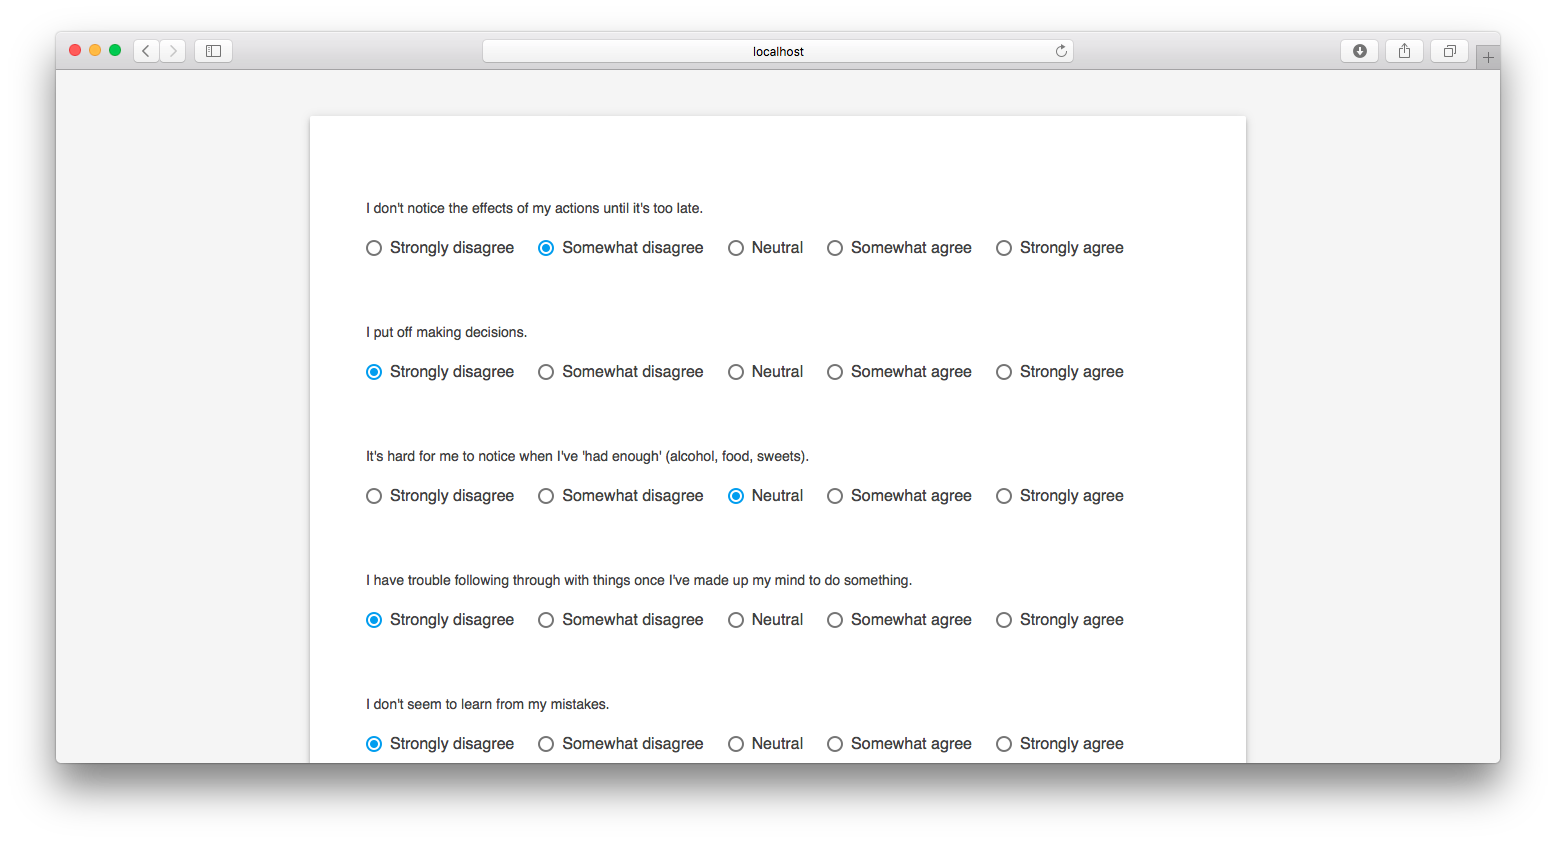 localhost
I don't notice the effects of my actions until it's too late.
Strongly disagree Somewhat disagree Neutral Somewhat agree Strongly agree
I put off making decisions.
Strongly disagree Somewhat disagree Neutral Somewhat agree Strongly agree
It's hard for me to notice when I've 'had enough' (alcohol, food, sweets).
Strongly disagree Somewhat disagree Neutral Somewhat agree Strongly agree
I have trouble following through with things once I've made up my mind to do something.
Strongly disagree Somewhat disagree Neutral Somewhat agree Strongly agree
I don't seem to learn from my mistakes.
Strongly disagree Somewhat disagree Neutral Somewhat agree Strongly agree